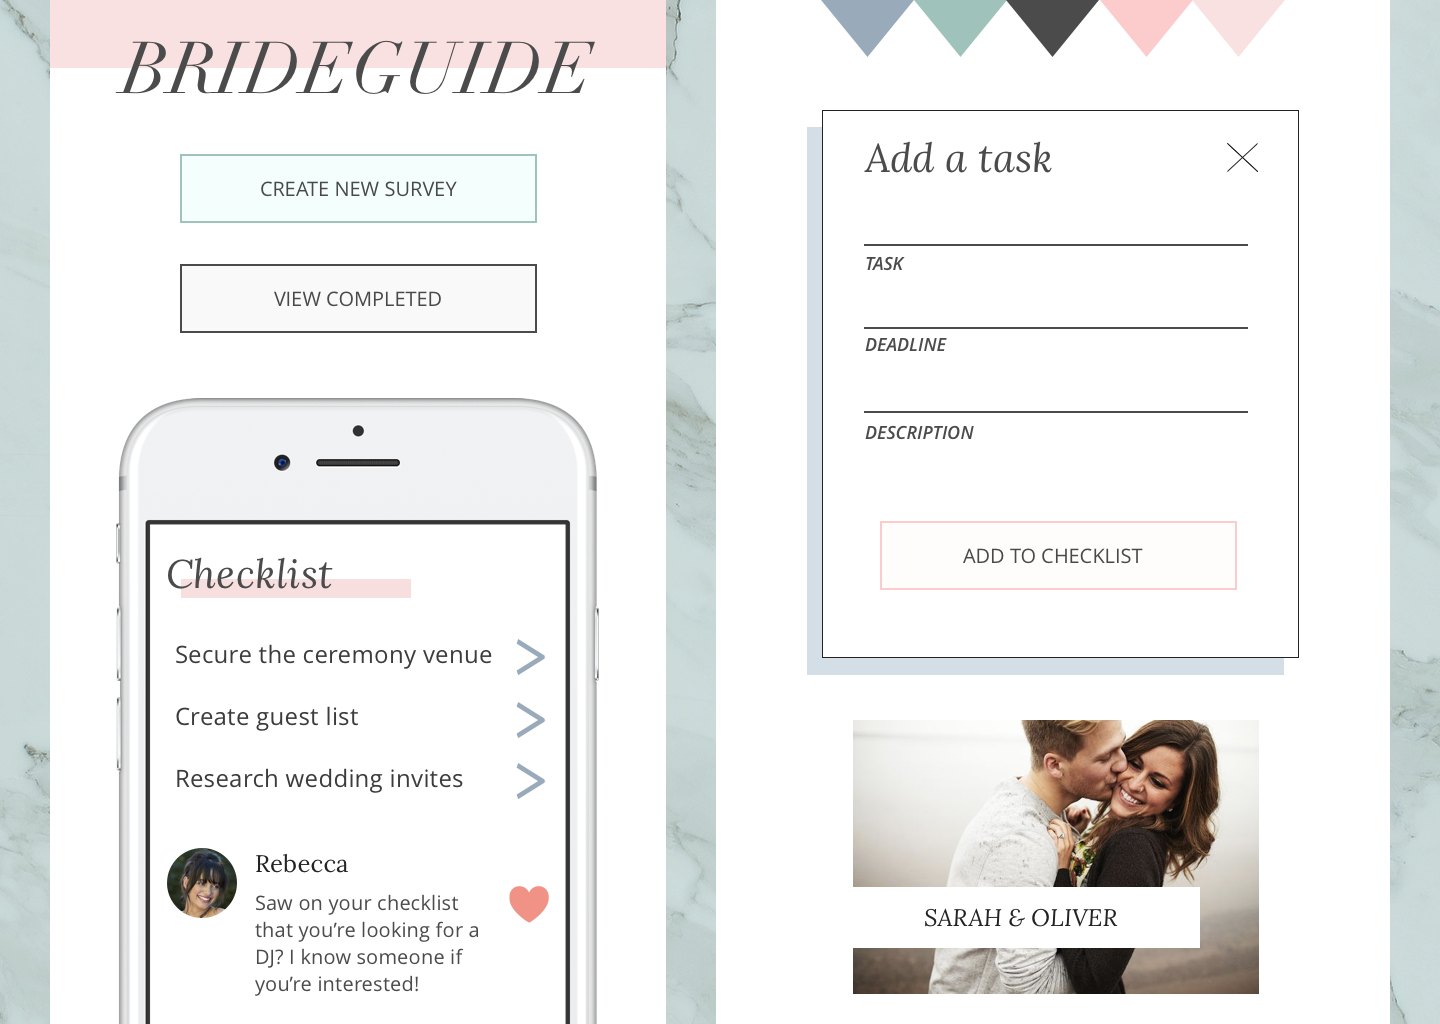 BRIDEGUIDE
CREATE NEW SURVEY
VIEW COMPLETED
Checklist
Secure the ceremony venue
Create guest list
Research wedding invites
Rebecca
Saw on your checklist
that you’re looking for a
DJ? I know someone if
you’re interested!
Add a task
TASK
DEADLINE
DESCRIPTION
ADD TO CHECKLIST
SARAH & OLIVER